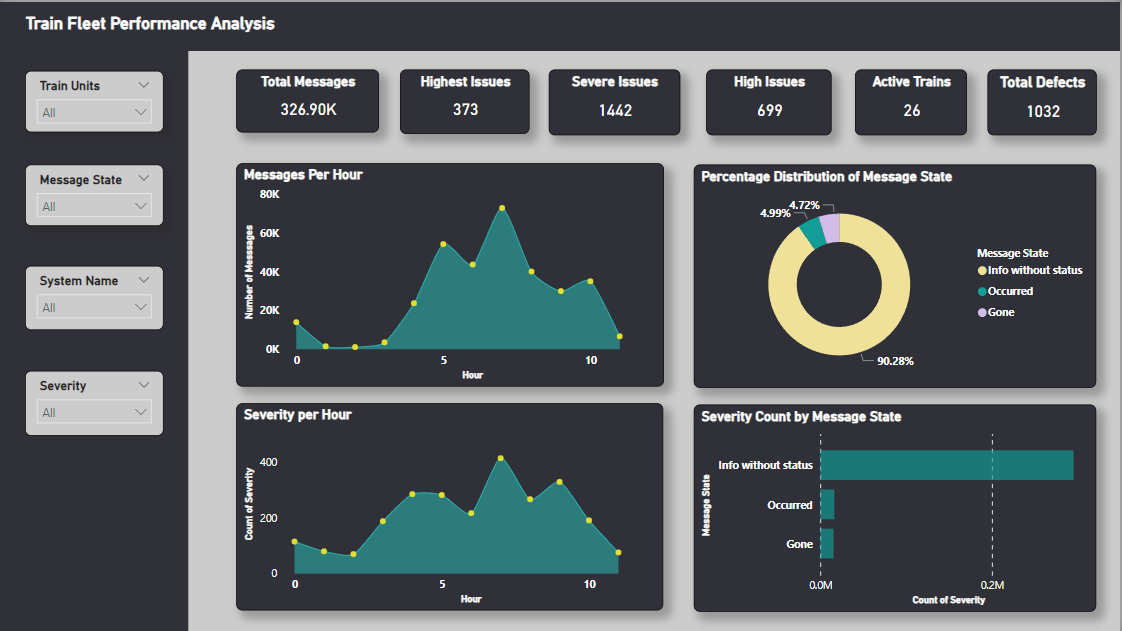 Train Fleet Performance Analysis
Train Units
All
Message State
All
System Name
All
Severity
All
Total Messages
326.90K
Highest Issues
373
Severe Issues
1442
High Issues
699
Active Trains
26
Total Defects
1032
Messages Per Hour
80K
60K
40K
20K
0K
Number of Messsages
0 5 10
Hour
Percentage Distribution of Message State
4.72%
4.99%
90.28%
Message State
Info without status
Occurred
Gone
Severity per Hour
400
200
0
Count of Severity
0 5 10
Hour
Severity Count by Message State
Message State
Info without status
Occurred
Gone
0.0M 0.2M
Count of Severity